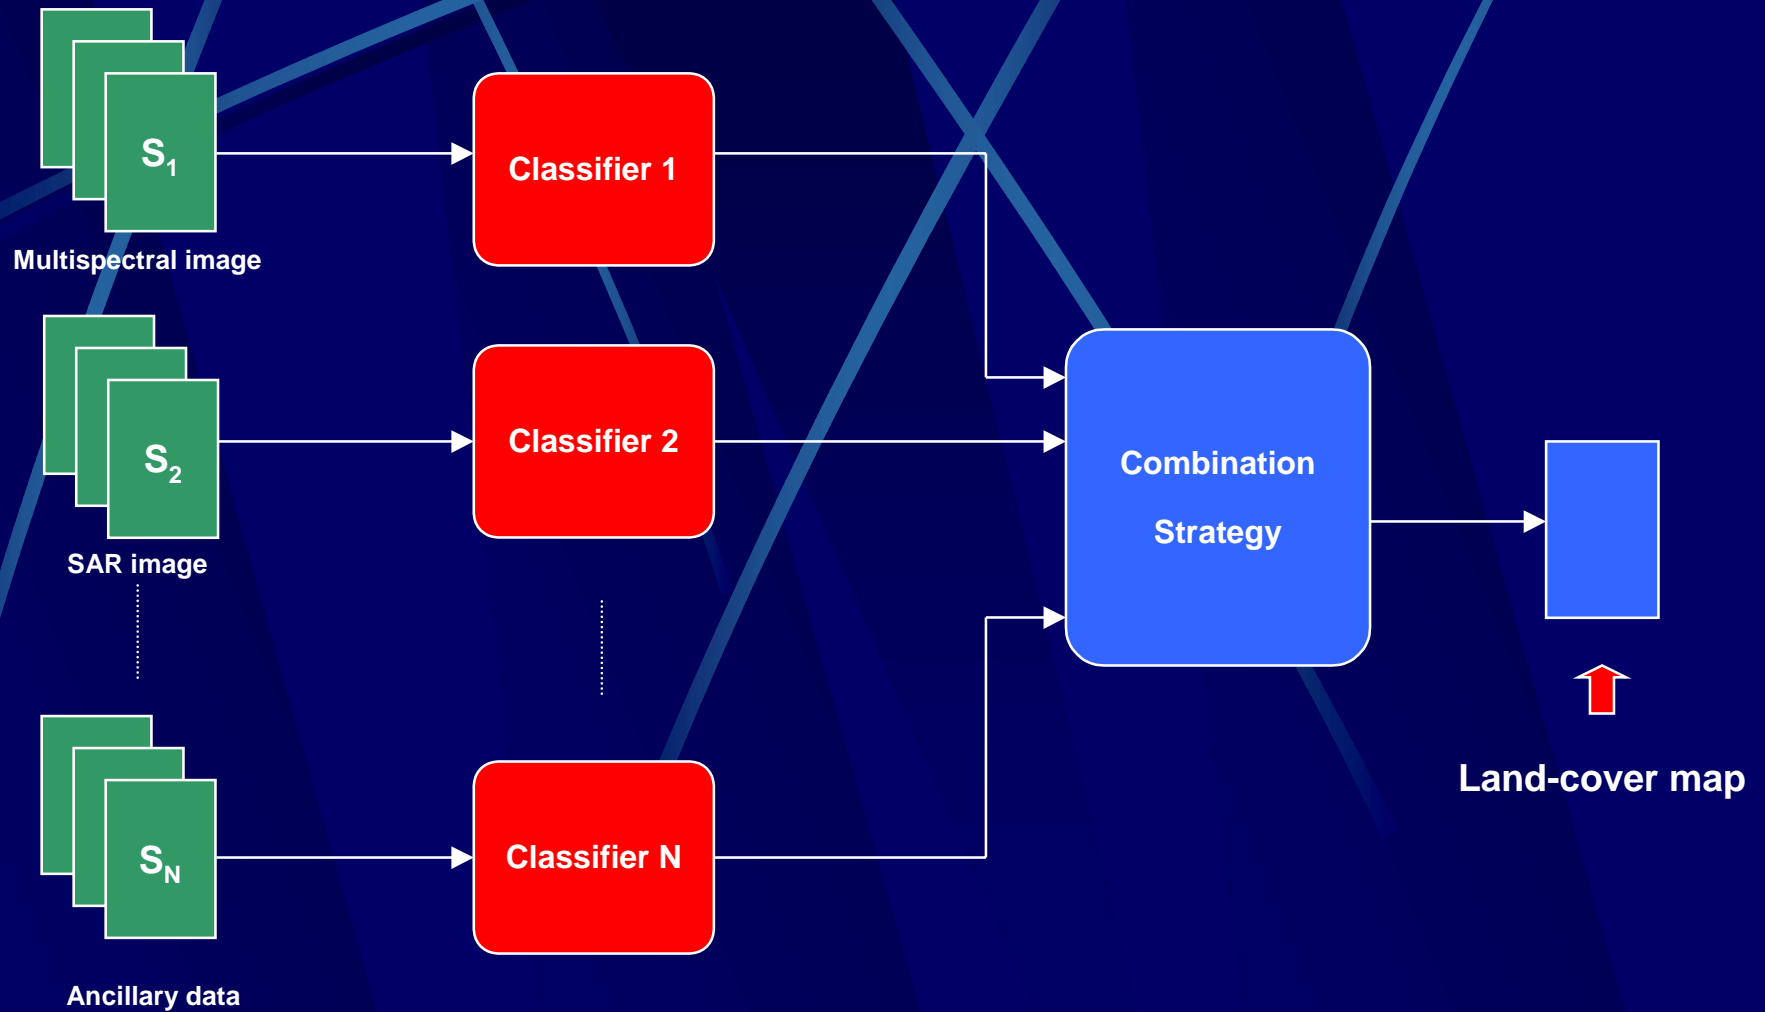 S1
Classifier 1
Multispectral image
S2
Classifier 2
Combination
Strategy
SAR image
Land-cover map
SN
Classifier N
Ancillary data